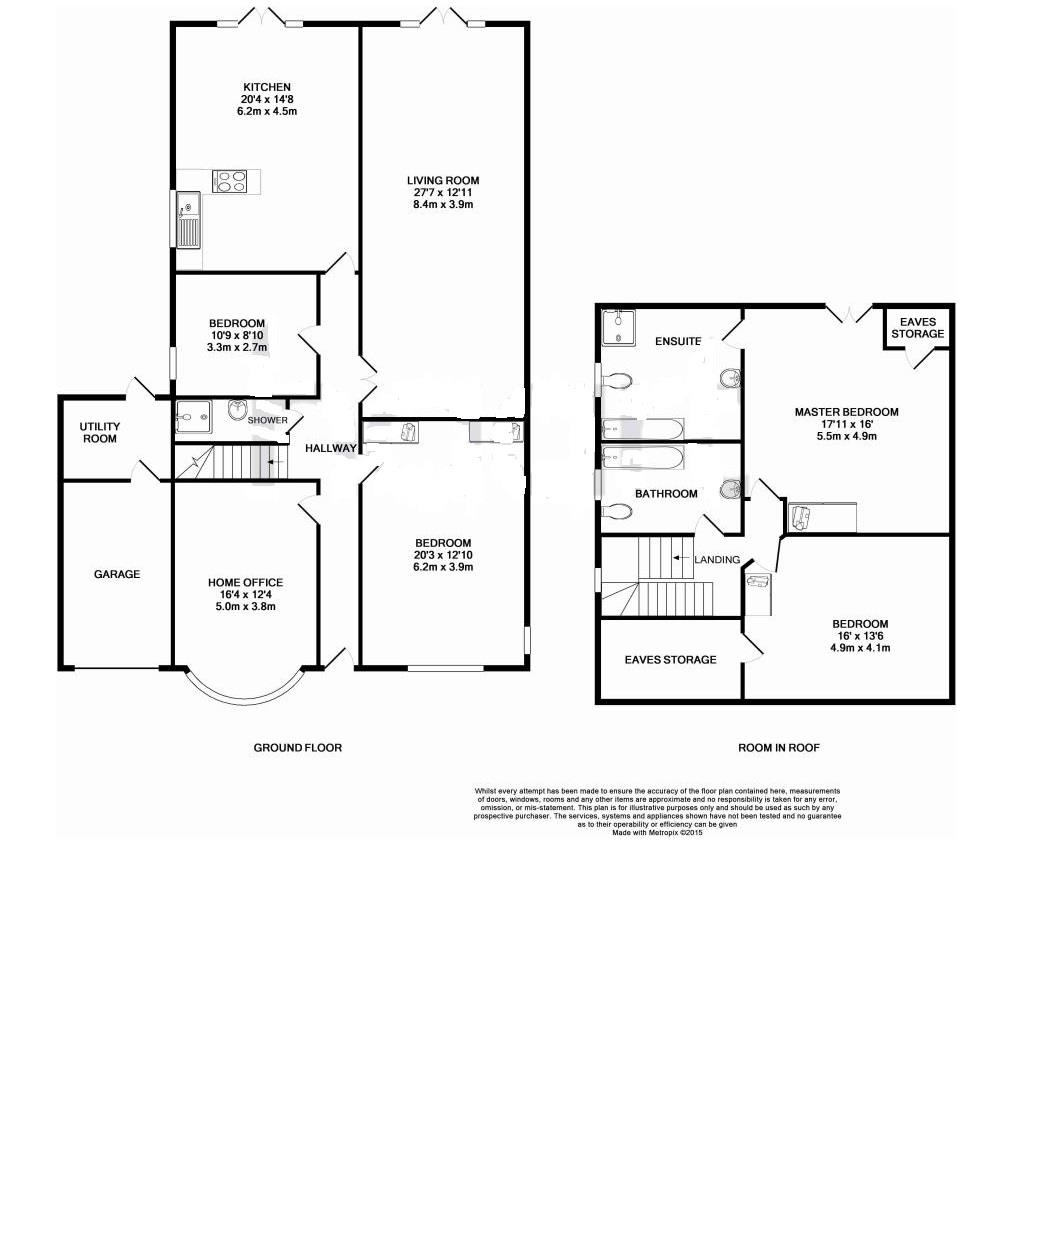 KITCHEN
20'4 x 14'8
6.2m x 4.5m
LIVING ROOM
27'7 x 12'11
8.4m x 3.9m
BEDROOM
10'9 x 8'10
3.3m x 2.7m
UTILITY
ROOM
SHOWER
HALLWAY
GARAGE
HOME OFFICE
16'4 x 12'4
5.0m x 3.8m
BEDROOM
20'3 x 12'10
6.2m x 3.9m
GROUND FLOOR
ENSUITE
EAVES
STORAGE
MASTER BEDROOM
17'11 x 16'
5.5m x 4.9m
BATHROOM
LANDING
BEDROOM
16' x 13'6
4.9m x 4.1m
EAVES STORAGE
ROOM IN ROOF
Whilst every attempt has been made to ensure the accuracy of the floor plan contained here, measurements
of doors, windows, rooms and any other items are approximate and no responsibility is taken for any error,
omission, or mis-statement. This plan is for illustrative purposes only and should be used as such by any
prospective purchaser. The services, systems and appliances shown have not been tested and no guarantee
as to their operability or efficiency can be given
Made with Metropix ©2015